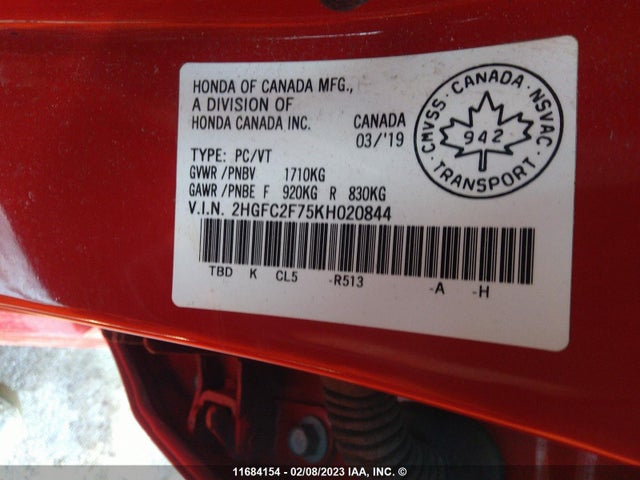 HONDA OF CANADA MFG.,
A DIVISION OF
HONDA CANADA INC. CANADA
03/'19
TYPE: PC/VT
GVWR /PNBV 1710KG
GAWR /PNBE F 920KG R 830KG
V.I.N. 2HGFC2F75KH020844
TBD K CL5 -R513 -A -H
CMVSS · CANADA · NSVAC
942
TRANSPORT
11684154 - 02/08/2023 IAA, INC. ©